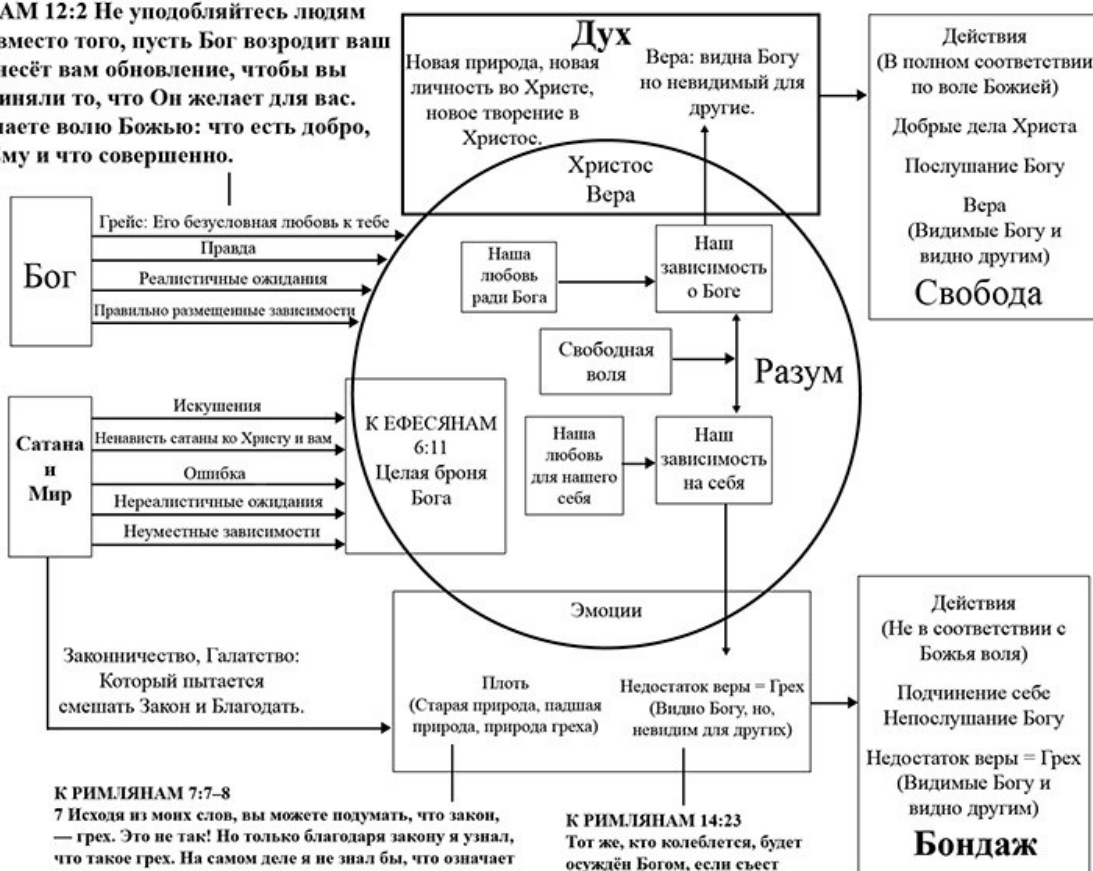 АМ 12:2 Не уподобляйтесь людям
вместо того, пусть Бог возродит ваш
несёт вам обновление, чтобы вы
иняли то, что Он желает для вас.
наете волю Божью: что есть добро,
Ему и что совершенно.
Дух
Новая природа, новая
личность во Христе,
новое творение в
Христос.
Вера: видна Богу
но невидимый для
другие.
Христос
Вера
Действия
(В полном соответствии
по воле Божией)
Добрые дела Христа
Послушание Богу
Вера
(Видимые Богу и
видно другим)
Свобода
Бог
Грейс: Его безусловная любовь к тебе
Правда
Реалистичные ожидания
Правильно размещенные зависимости
Наша
любовь
ради Бога
Наш
зависимость
о Боге
Свободная
воля
Разум
Наша
любовь
для нашего
себя
Наш
зависимость
на себя
Сатана
и
Мир
Искушения
Ненависть сатаны ко Христу и вам
Ошибка
Нереалистичные ожидания
Неуместные зависимости
К ЕФЕСЯНАМ
6:11
Целая броня
Бога
Законничество, Галатство:
Который пытается
смешать Закон и Благодать.
Эмоции
Плоть
(Старая природа, падшая
природа, природа греха)
Недостаток веры = Грех
(Видно Богу, но,
невидим для других)
Действия
(Не в соответствии с
Божья воля)
Подчинение себе
Непослушание Богу
Недостаток веры = Грех
(Видимые Богу и
видно другим)
Бондаж
К РИМЛЯНАМ 7:7–8
7 Исходя из моих слов, вы можете подумать, что закон,
— грех. Это не так! Но только благодаря закону я узнал,
что такое грех. На самом деле я не знал бы, что означает
К РИМЛЯНАМ 14:23
Тот же, кто колеблется, будет
осуждён Богом, если съест